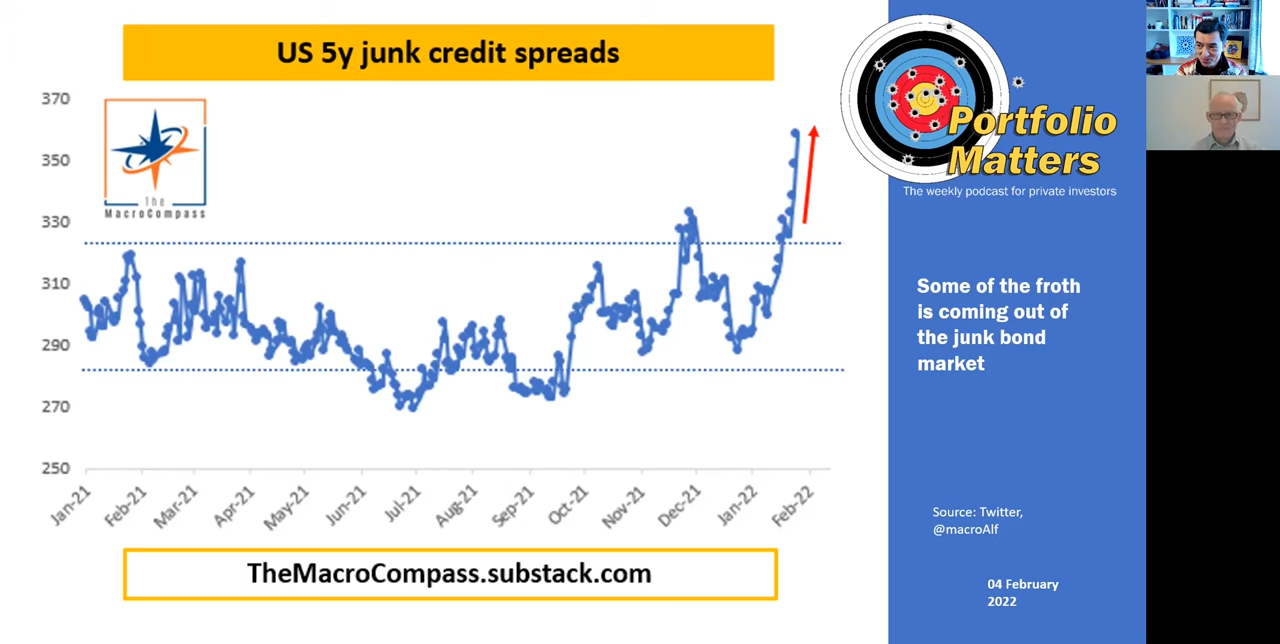 US 5y junk credit spreads
370
350
330
310
290
270
250
The
MacroCompass
Jan-21
Feb-21
Mar-21
Apr-21
May-21
Jun-21
Jul-21
Aug-21
Sep-21
Oct-21
Nov-21
Dec-21
Jan-22
Feb-22
TheMacroCompass.substack.com
Portfolio
Matters
The weekly podcast for private investors
Some of the froth
is coming out of
the junk bond
market
Source: Twitter,
@macroAlf
04 February
2022